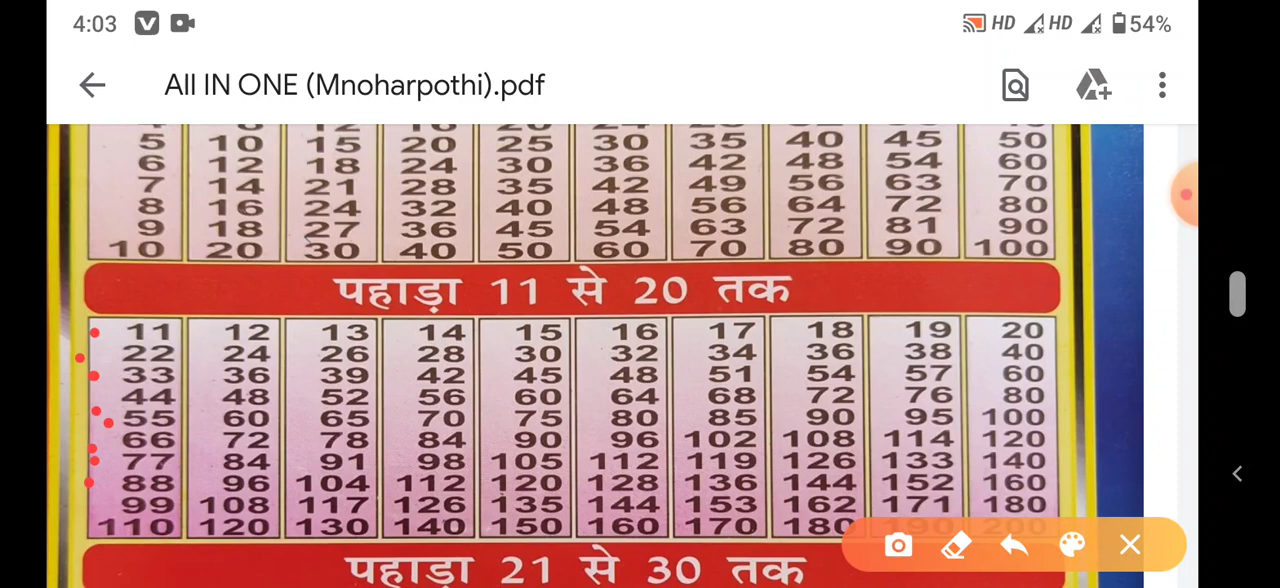 4:03 HD HD 54%
All IN ONE (Mnoharpothi).pdf
5 10 15 20 25 30 35 40 45 50
6 12 18 24 30 36 42 48 54 60
7 14 21 28 35 42 49 56 63 70
8 16 24 32 40 48 56 64 72 80
9 18 27 36 45 54 63 72 81 90
10 20 30 40 50 60 70 80 90 100
पहाड़ा 11 से 20 तक
11 12 13 14 15 16 17 18 19 20
22 24 26 28 30 32 34 36 38 40
33 36 39 42 45 48 51 54 57 60
44 48 52 56 60 64 68 72 76 80
55 60 65 70 75 80 85 90 95 100
66 72 78 84 90 96 102 108 114 120
77 84 91 98 105 112 119 126 133 140
88 96 104 112 120 128 136 144 152 160
99 108 117 126 135 144 153 162 171 180
110 120 130 140 150 160 170 180 190 200
पहाड़ा 21 से 30 तक